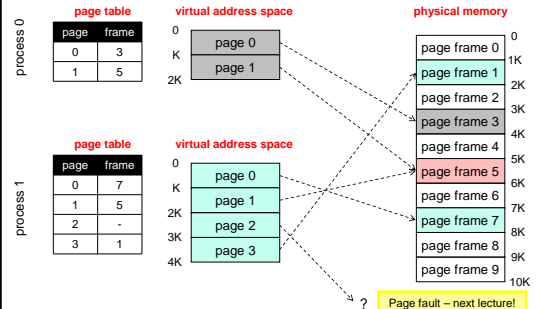 page table
virtual address space
physical memory
process 0
page frame
0 3
1 5
0
K
2K
page 0
page 1
page table
virtual address space
process 1
page frame
0 7
1 5
2 -
3 1
0
K
2K
3K
4K
page 0
page 1
page 2
page 3
page frame 0
page frame 1
page frame 2
page frame 3
page frame 4
page frame 5
page frame 6
page frame 7
page frame 8
page frame 9
0
1K
2K
3K
4K
5K
6K
7K
8K
9K
10K
?
Page fault – next lecture!